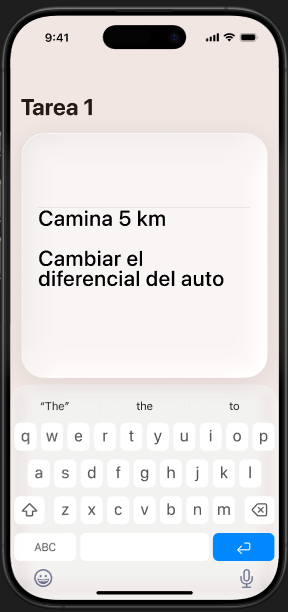 9:41
Tarea 1
Camina 5 km
Cambiar el
diferencial del auto
“The” the to
q w e r t y u i o p
a s d f g h j k l
z x c v b n m
ABC